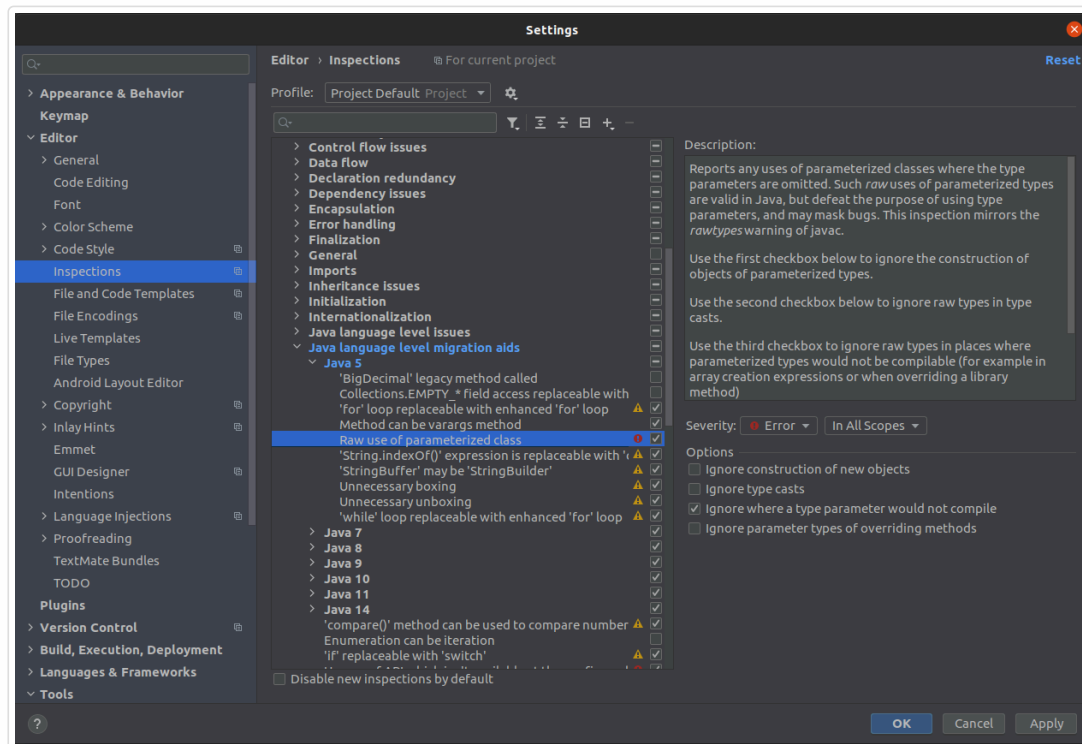 Settings
Editor › Inspections For current project Reset
Profile: Project Default Project
Appearance & Behavior
Keymap
Editor
General
Code Editing
Font
Color Scheme
Code Style
Inspections
File and Code Templates
File Encodings
Live Templates
File Types
Android Layout Editor
Copyright
Inlay Hints
Emmet
GUI Designer
Intentions
Language Injections
Proofreading
TextMate Bundles
TODO
Plugins
Version Control
Build, Execution, Deployment
Languages & Frameworks
Tools
Control flow issues
Data flow
Declaration redundancy
Dependency issues
Encapsulation
Error handling
Finalization
General
Imports
Inheritance issues
Initialization
Internationalization
Java language level issues
Java language level migration aids
Java 5
'BigDecimal' legacy method called
Collections.EMPTY_* field access replaceable with
'for' loop replaceable with enhanced 'for' loop
Method can be varargs method
Raw use of parameterized class
'String.indexOf()' expression is replaceable with
'StringBuffer' may be 'StringBuilder'
Unnecessary boxing
Unnecessary unboxing
'while' loop replaceable with enhanced 'for' loop
Java 7
Java 8
Java 9
Java 10
Java 11
Java 14
'compare()' method can be used to compare number
Enumeration can be iteration
'if' replaceable with 'switch'
Disable new inspections by default
Description:
Reports any uses of parameterized classes where the type
parameters are omitted. Such raw uses of parameterized types
are valid in Java, but defeat the purpose of using type
parameters, and may mask bugs. This inspection mirrors the
rawtypes warning of javac.
Use the first checkbox below to ignore the construction of
objects of parameterized types.
Use the second checkbox below to ignore raw types in type
casts.
Use the third checkbox to ignore raw types in places where
parameterized types would not be compilable (for example in
array creation expressions or when overriding a library
method)
Severity: Error In All Scopes
Options
Ignore construction of new objects
Ignore type casts
Ignore where a type parameter would not compile
Ignore parameter types of overriding methods
? OK Cancel Apply